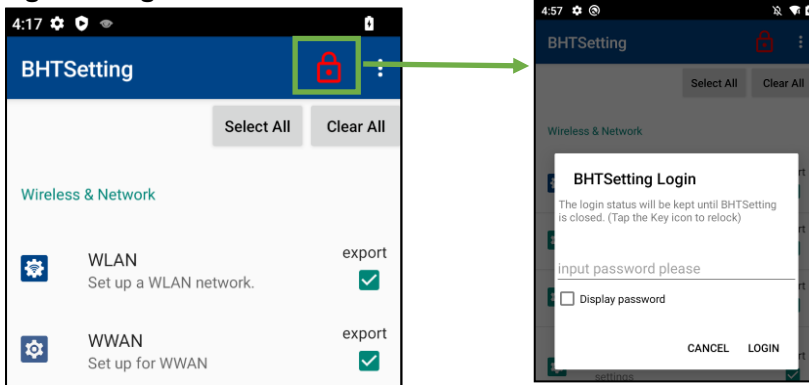 4:17
BHTSetting
Select All Clear All
Wireless & Network
WLAN
export
Set up a WLAN network.
WWAN
export
Set up for WWAN
4:57
BHTSetting
Select All Clear All
Wireless & Network
BHTSetting Login
The login status will be kept until BHTSetting
is closed. (Tap the Key icon to relock)
input password please
Display password
CANCEL LOGIN
settings